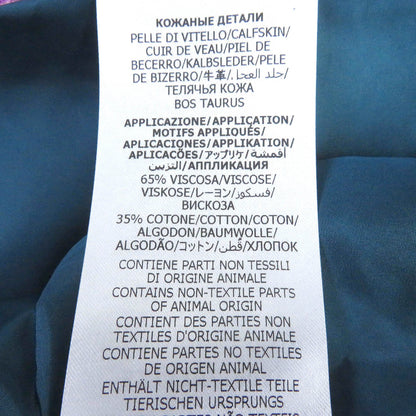 КОЖАНЫЕ ДЕТАЛИ
PELLE DI VITELLO/CALFSKIN/
CUIR DE VEAU/PIEL DE
BECERRO/KALBSLEDER/PELE
DE BIZERRO/牛革/جلد العجل/
ТЕЛЯЧЬЯ КОЖА
BOS TAURUS
APPLICAZIONE/APPLICATION/
MOTIFS APPLIQUÉS/
APLICACIONES/APPLIKATION/
APLICAÇÕES/アップリケ/أقمشة
التزيين/АППЛИКАЦИЯ
65% VISCOSA/VISCOSE/
VISKOSE/レーヨン/فسكوز/
ВИСКОЗА
35% COTONE/COTTON/COTON/
ALGODON/BAUMWOLLE/
ALGODÃO/コットン/قُطن/ХЛОПОК
CONTIENE PARTI NON TESSILI
DI ORIGINE ANIMALE
CONTAINS NON-TEXTILE PARTS
OF ANIMAL ORIGIN
CONTIENT DES PARTIES NON
TEXTILES D'ORIGINE ANIMALE
CONTIENE PARTES NO TEXTILES
DE ORIGEN ANIMAL
ENTHÄLT NICHT-TEXTILE TEILE
TIERISCHEN URSPRUNGS